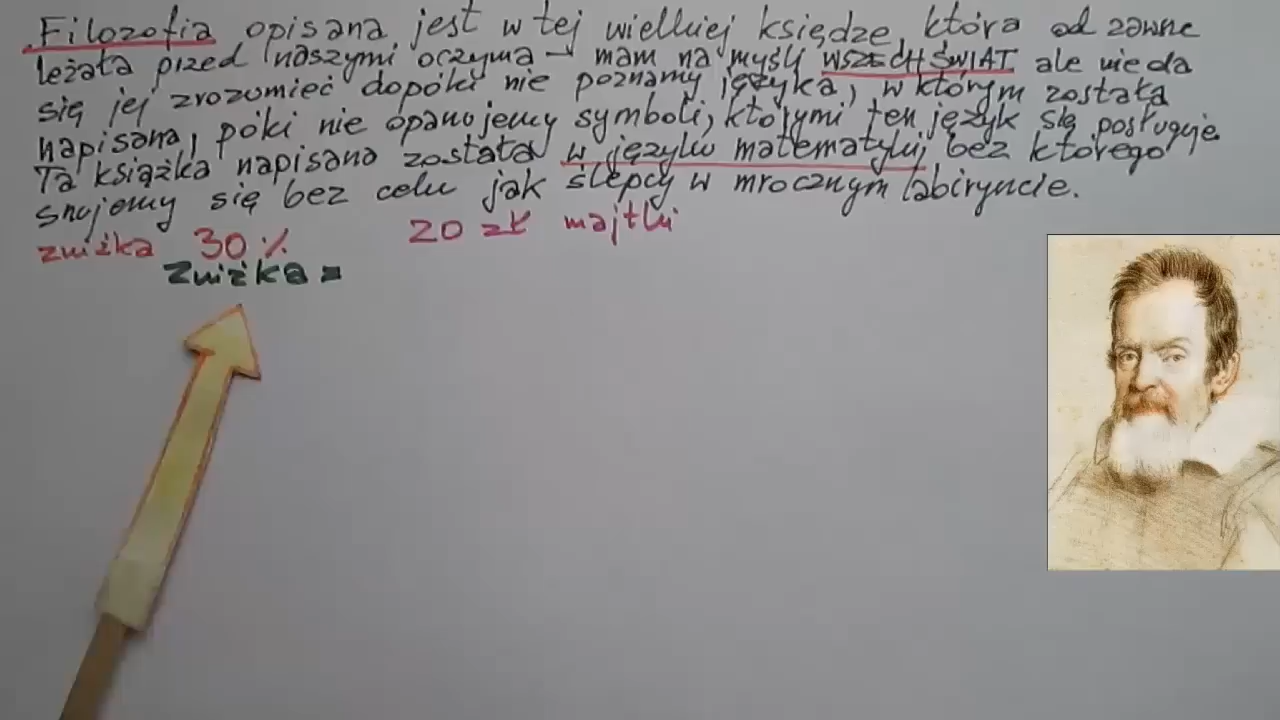 Filozofia opisana jest w tej wielkiej księdze, która od zawsze
leżała przed naszymi oczyma – mam na myśli WSZECHŚWIAT ale nie da
się jej zrozumieć dopóki nie poznamy języka, w którym została
napisana, póki nie opanujemy symboli, którymi ten język się posługuje.
Ta książka napisana została w języku matematyki, bez którego
snujemy się bez celu jak ślepcy w mrocznym labiryncie.
zniżka 30 % 20 zł majtki
zniżka =